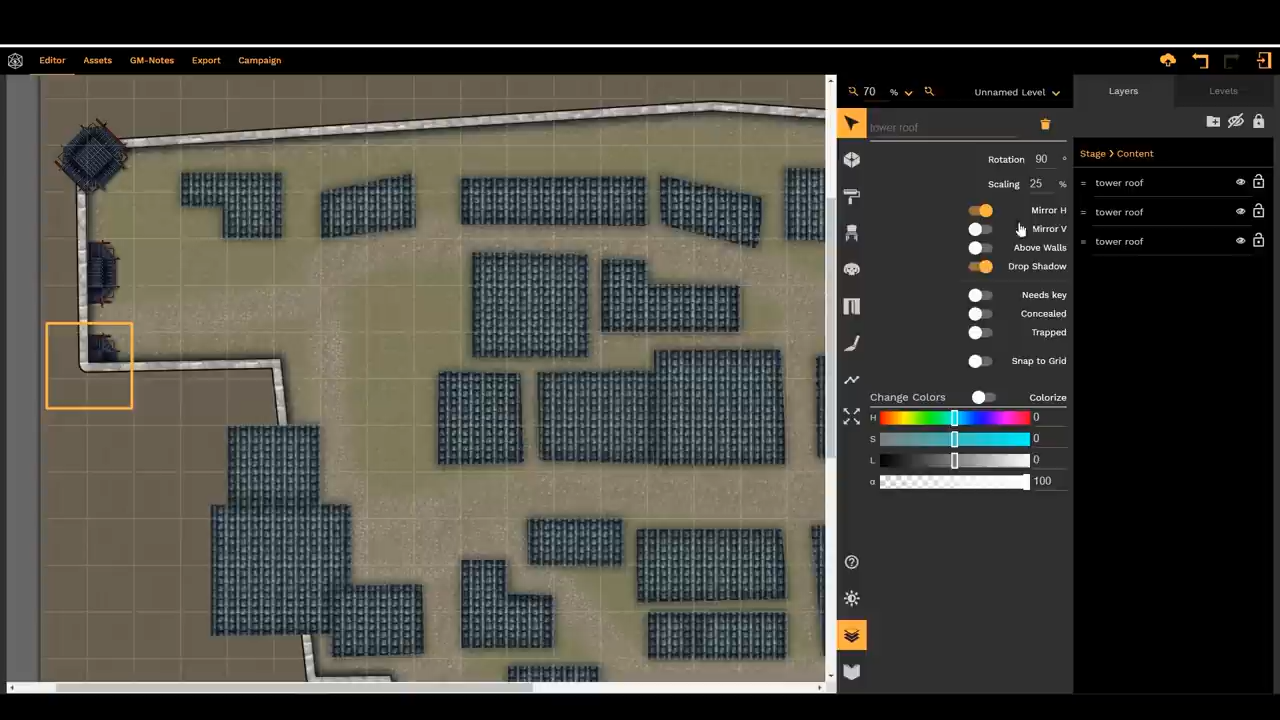 Editor Assets GM-Notes Export Campaign
70 % Unnamed Level
Layers Levels
tower roof
Stage Content
Rotation 90 °
Scaling 25 %
tower roof
Mirror H
tower roof
Mirror V
Above Walls
tower roof
Drop Shadow
Needs key
Concealed
Trapped
Snap to Grid
Change Colors Colorize
H 0
S 0
L 0
α 100